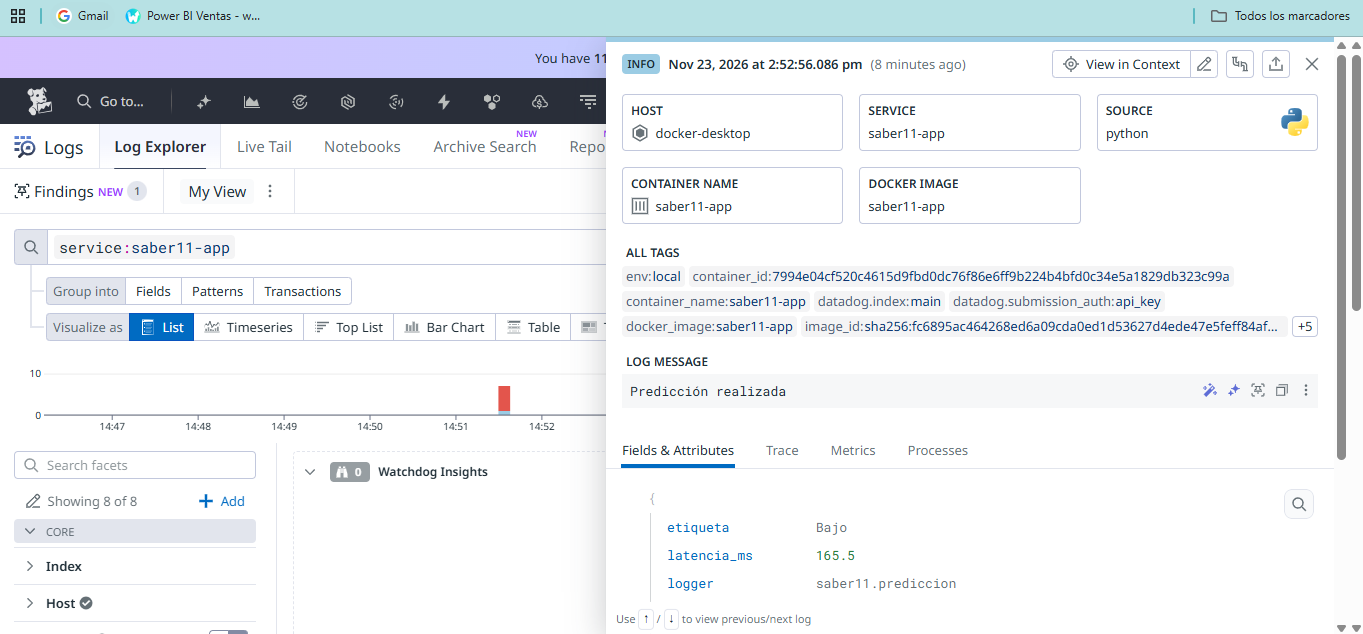 Gmail
Power BI Ventas - w...
Todos los marcadores
You have 11
Go to...
Logs
Log Explorer
Live Tail
Notebooks
NEW
Archive Search
Repo
Findings NEW 1
My View
service:saber11-app
Group into Fields Patterns Transactions
Visualize as List Timeseries Top List Bar Chart Table
10
0
14:47 14:48 14:49 14:50 14:51 14:52
Search facets
Showing 8 of 8
Add
CORE
Index
Host
0 Watchdog Insights
INFO Nov 23, 2026 at 2:52:56.086 pm (8 minutes ago)
View in Context
HOST
docker-desktop
SERVICE
saber11-app
SOURCE
python
CONTAINER NAME
saber11-app
DOCKER IMAGE
saber11-app
ALL TAGS
env:local container_id:7994e04cf520c4615d9fbd0dc76f86e6ff9b224b4bfd0c34e5a1829db323c99a
container_name:saber11-app datadog.index:main datadog.submission_auth:api_key
docker_image:saber11-app image_id:sha256:fc6895ac464268ed6a09cda0ed1d53627d4ede47e5feff84af... +5
LOG MESSAGE
Predicción realizada
Fields & Attributes Trace Metrics Processes
{
etiqueta Bajo
latencia_ms 165.5
logger saber11.prediccion
Use ↑ / ↓ to view previous/next log